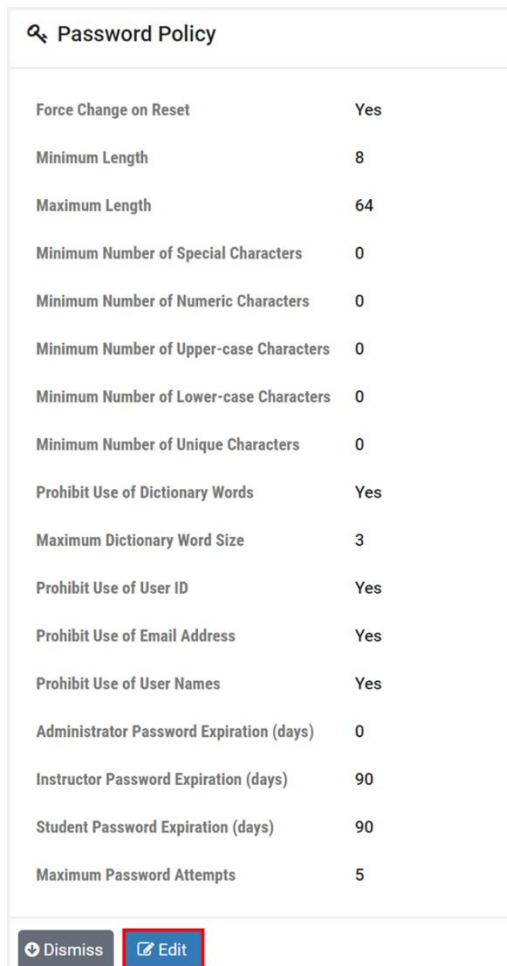 Password Policy
Force Change on Reset Yes
Minimum Length 8
Maximum Length 64
Minimum Number of Special Characters 0
Minimum Number of Numeric Characters 0
Minimum Number of Upper-case Characters 0
Minimum Number of Lower-case Characters 0
Minimum Number of Unique Characters 0
Prohibit Use of Dictionary Words Yes
Maximum Dictionary Word Size 3
Prohibit Use of User ID Yes
Prohibit Use of Email Address Yes
Prohibit Use of User Names Yes
Administrator Password Expiration (days) 0
Instructor Password Expiration (days) 90
Student Password Expiration (days) 90
Maximum Password Attempts 5
Dismiss Edit